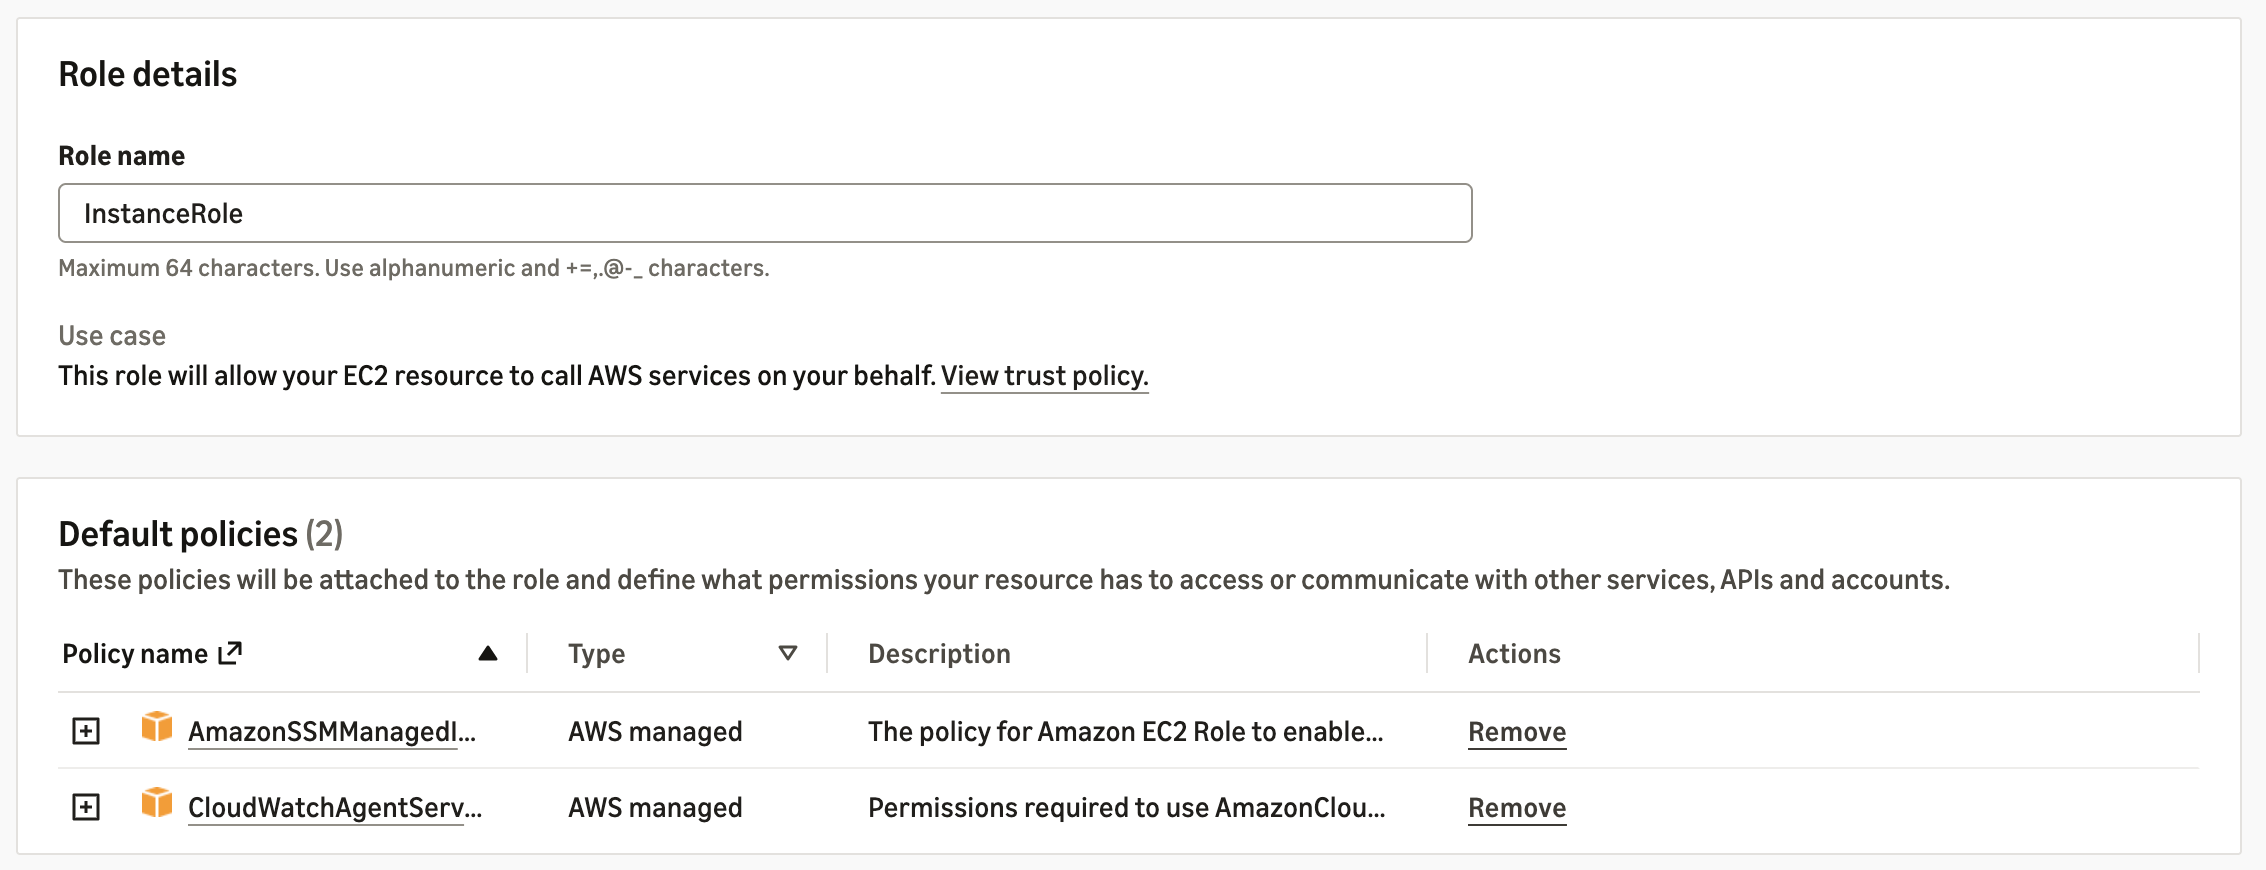 Role details
Role name
InstanceRole
Maximum 64 characters. Use alphanumeric and +=,.@-_ characters.
Use case
This role will allow your EC2 resource to call AWS services on your behalf. View trust policy.
Default policies (2)
These policies will be attached to the role and define what permissions your resource has to access or communicate with other services, APIs and accounts.
Policy name Type Description Actions
AmazonSSMManagedI... AWS managed The policy for Amazon EC2 Role to enable... Remove
CloudWatchAgentServ... AWS managed Permissions required to use AmazonClou... Remove